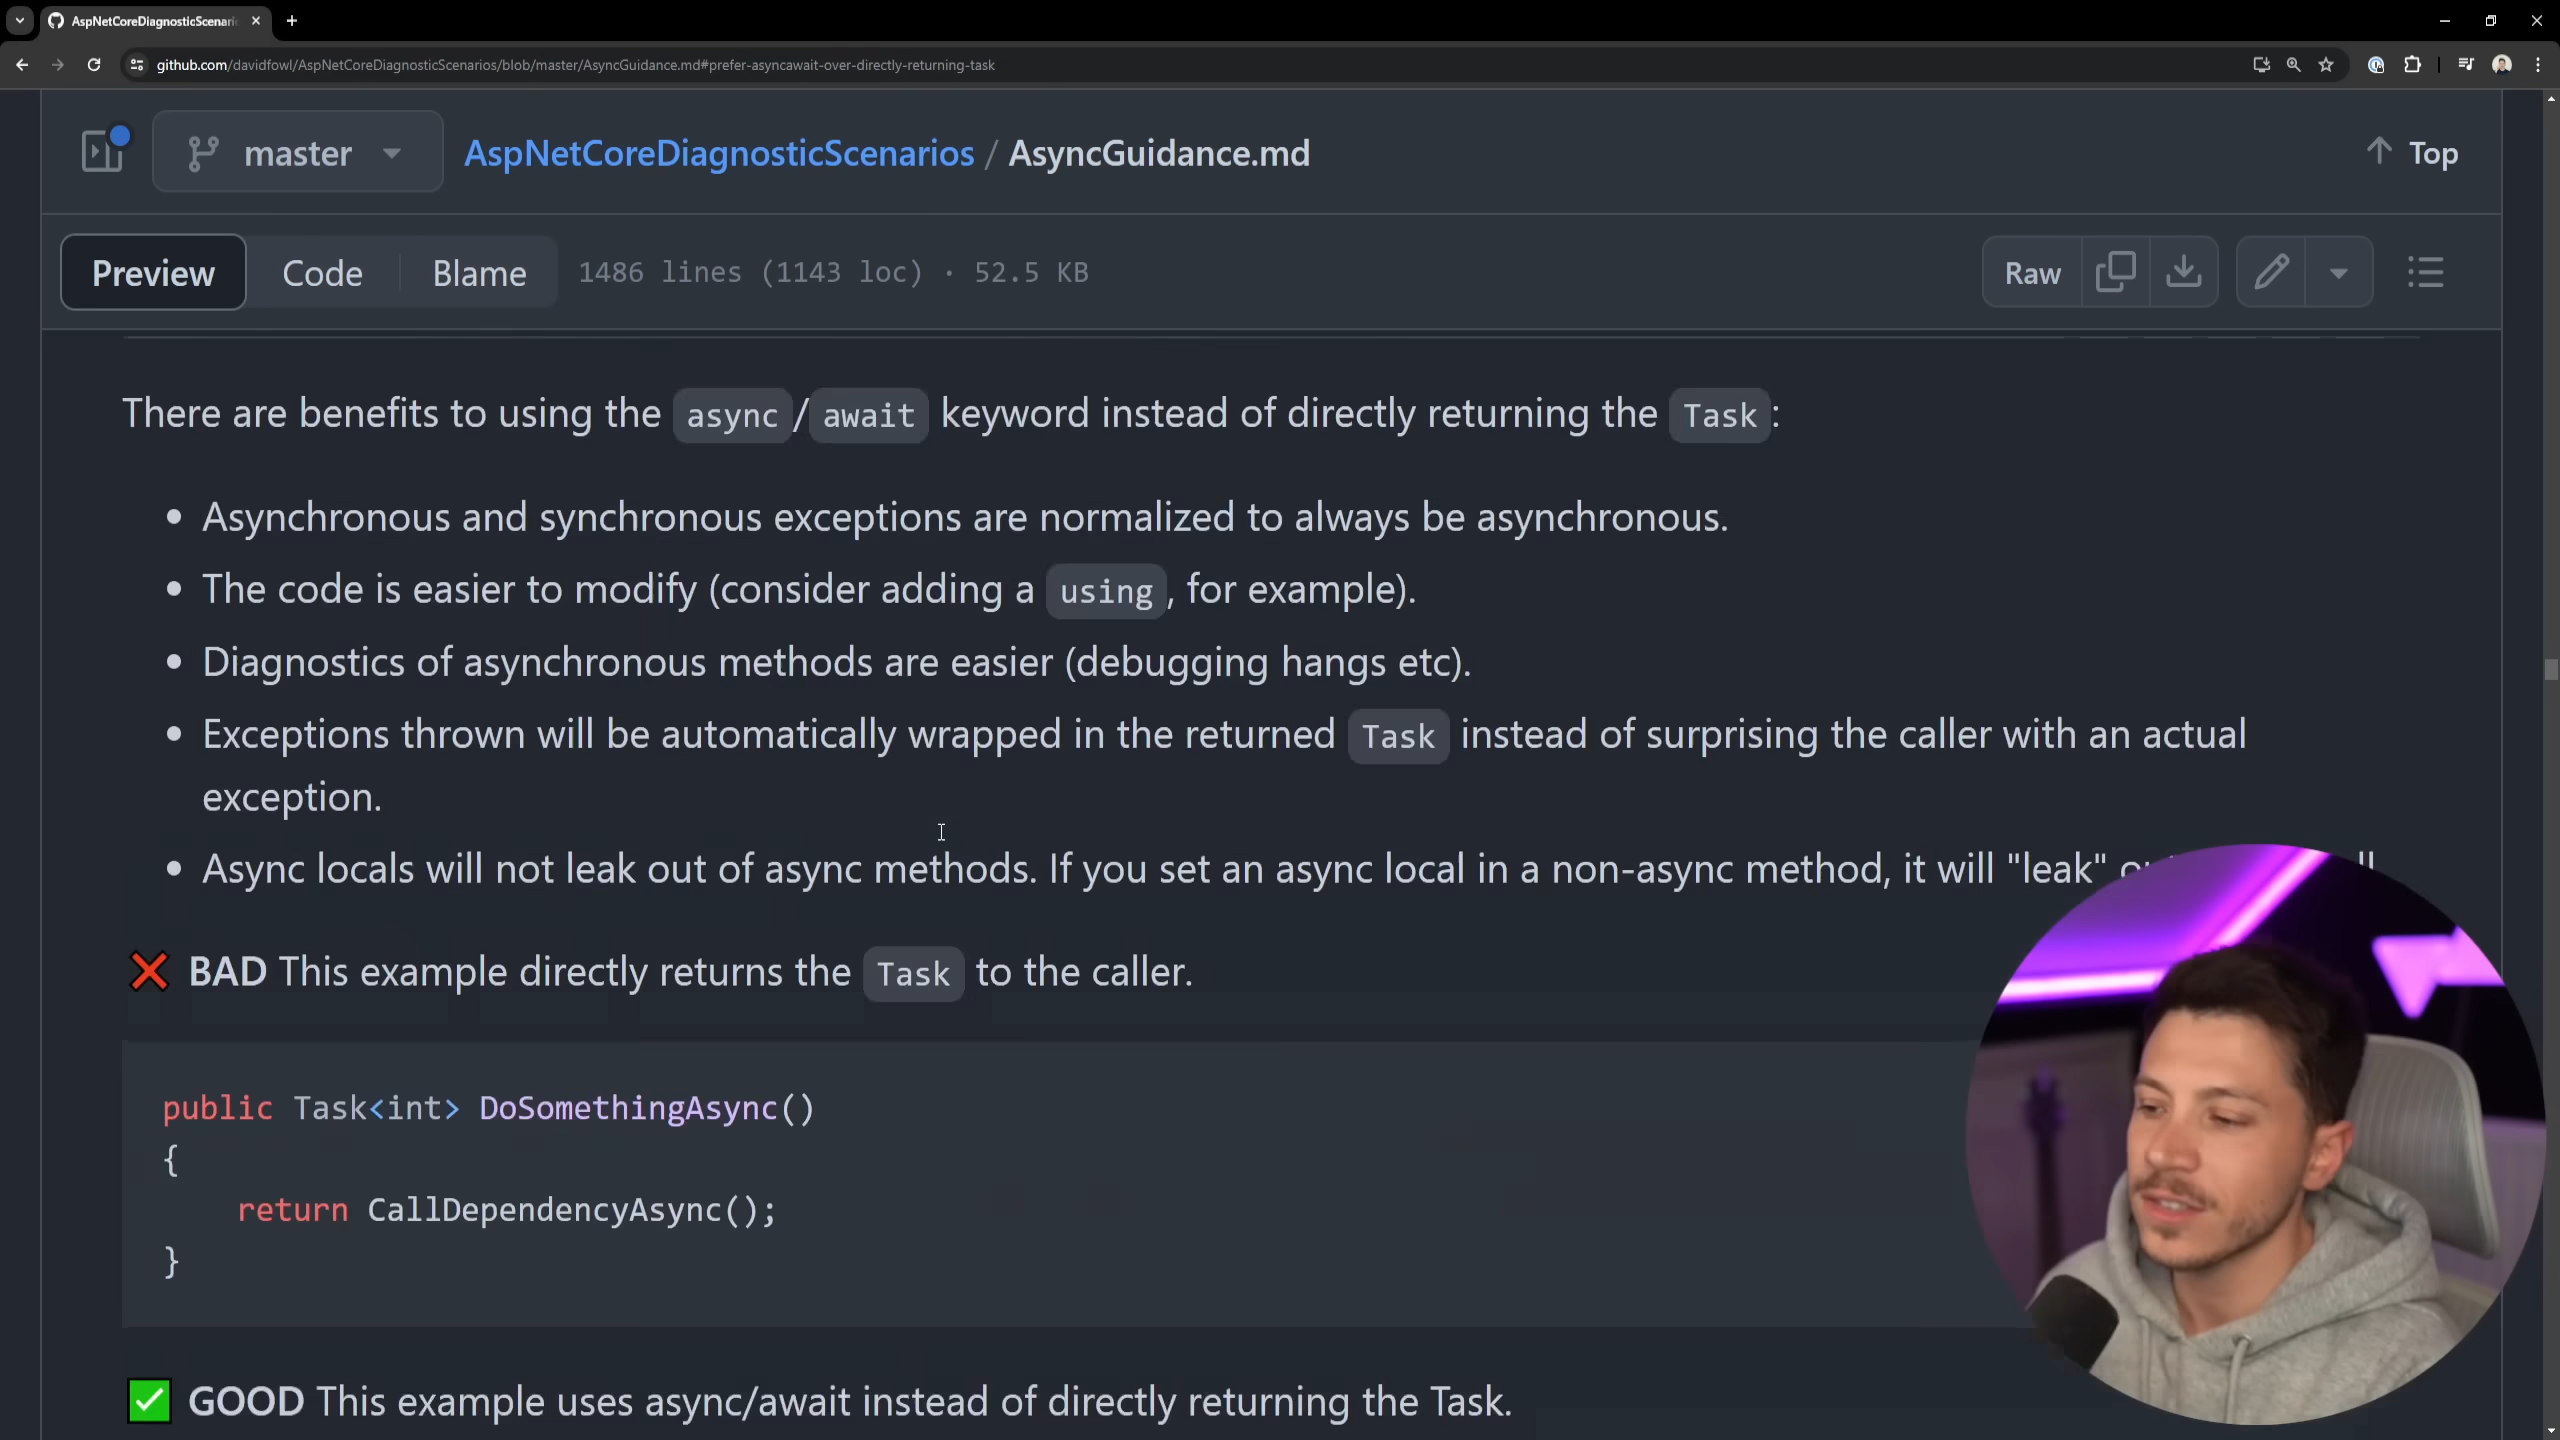 AspNetCoreDiagnosticScenari
github.com/davidfowl/AspNetCoreDiagnosticScenarios/blob/master/AsyncGuidance.md#prefer-asyncawait-over-directly-returning-task
master AspNetCoreDiagnosticScenarios / AsyncGuidance.md Top
Preview Code Blame 1486 lines (1143 loc) · 52.5 KB Raw
There are benefits to using the async/await keyword instead of directly returning the Task:
• Asynchronous and synchronous exceptions are normalized to always be asynchronous.
• The code is easier to modify (consider adding a using, for example).
• Diagnostics of asynchronous methods are easier (debugging hangs etc).
• Exceptions thrown will be automatically wrapped in the returned Task instead of surprising the caller with an actual
exception.
• Async locals will not leak out of async methods. If you set an async local in a non-async method, it will "leak"
❌ BAD This example directly returns the Task to the caller.
public Task<int> DoSomethingAsync()
{
return CallDependencyAsync();
}
✅ GOOD This example uses async/await instead of directly returning the Task.